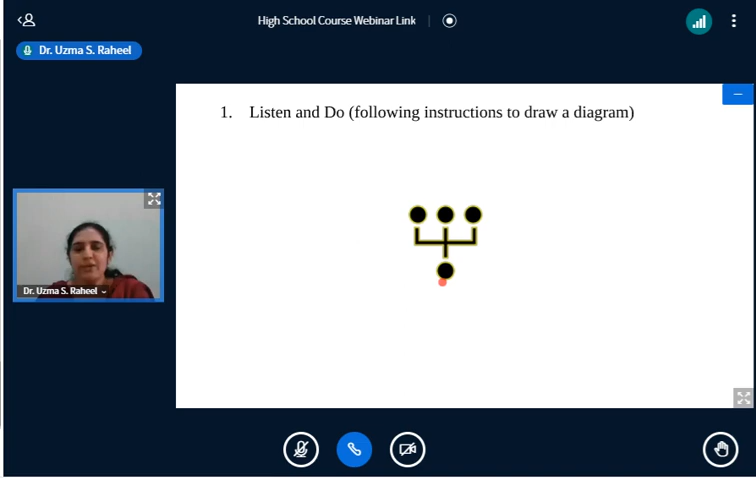 High School Course Webinar Link
Dr. Uzma S. Raheel
1. Listen and Do (following instructions to draw a diagram)
Dr. Uzma S. Raheel